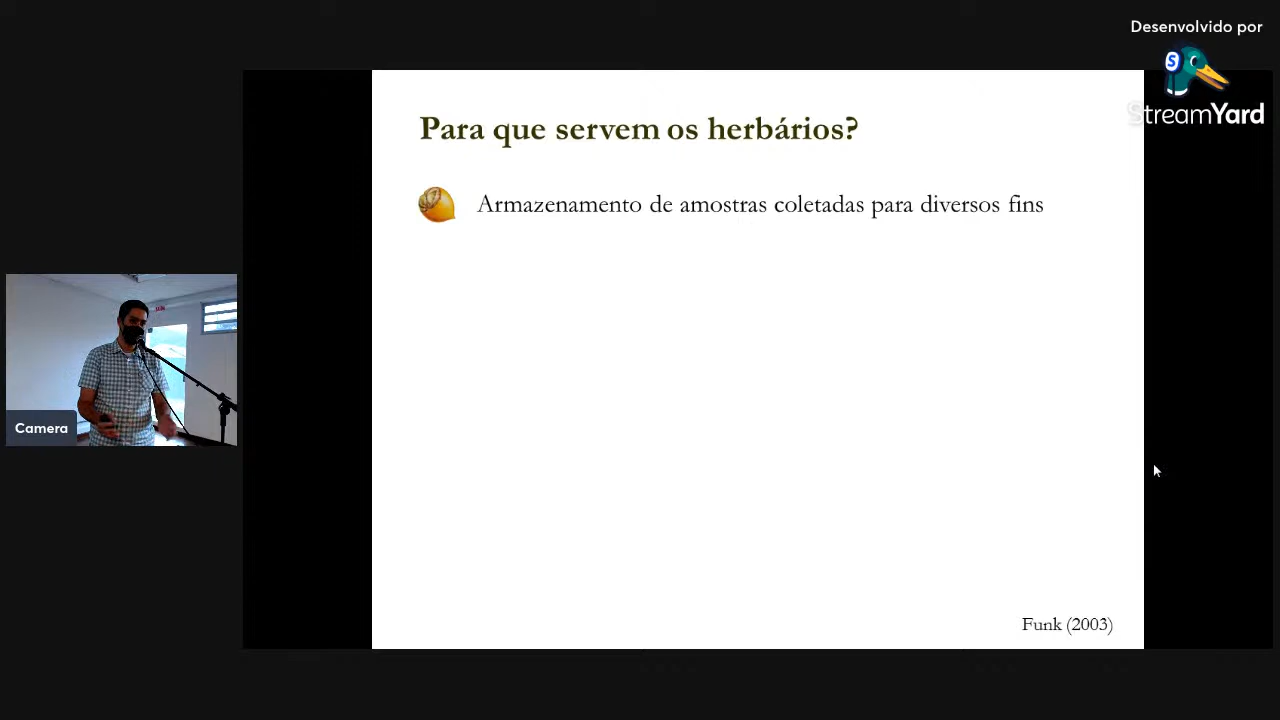 Desenvolvido por
StreamYard
Para que servem os herbários?
Armazenamento de amostras coletadas para diversos fins
Camera
Funk (2003)